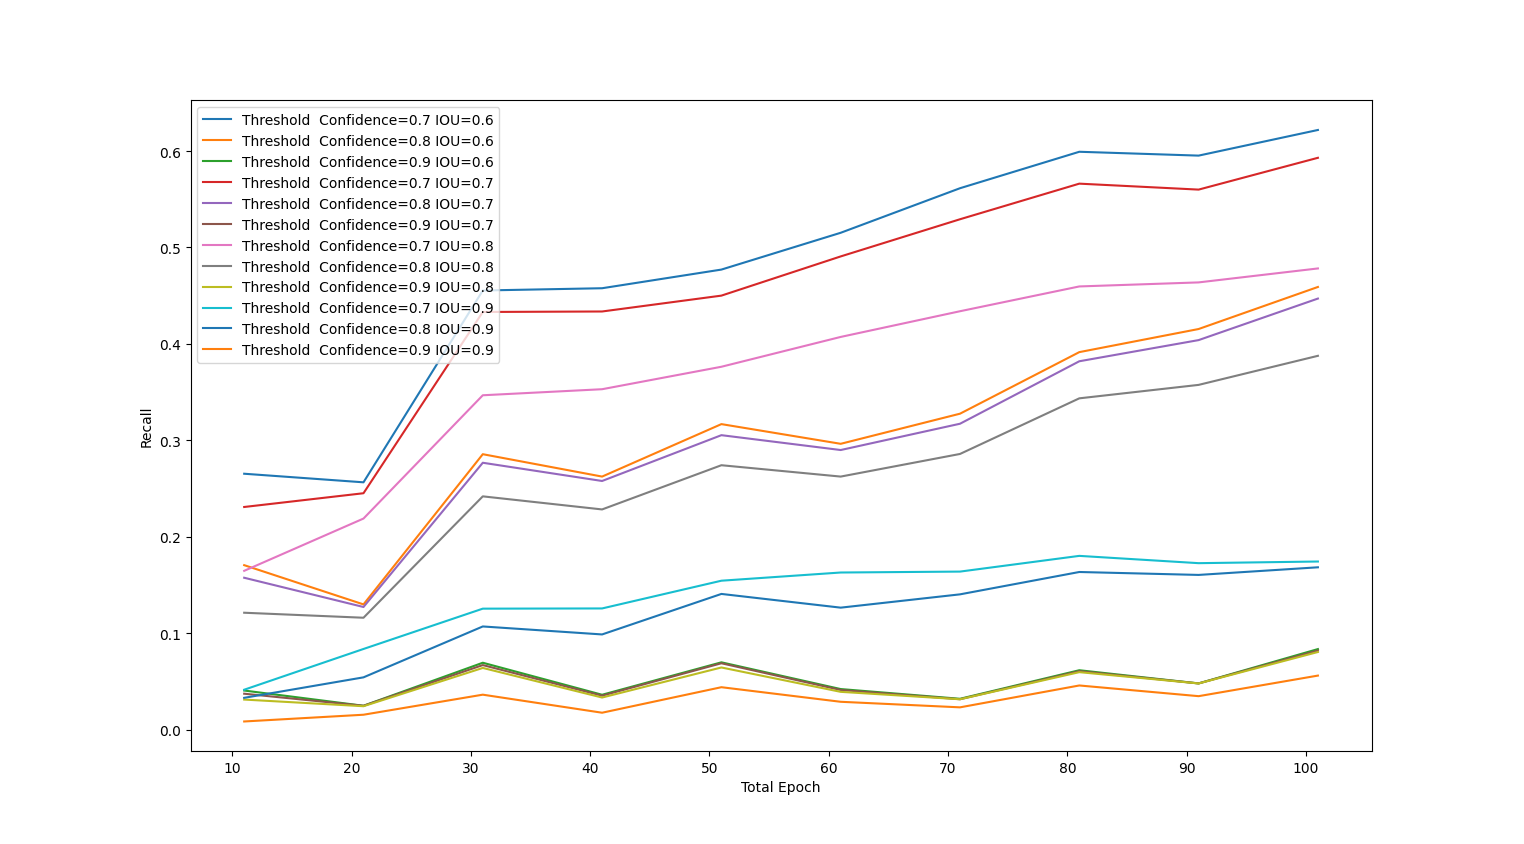 Threshold  Confidence=0.7 IOU=0.6
Threshold  Confidence=0.8 IOU=0.6
Threshold  Confidence=0.9 IOU=0.6
Threshold  Confidence=0.7 IOU=0.7
Threshold  Confidence=0.8 IOU=0.7
Threshold  Confidence=0.9 IOU=0.7
Threshold  Confidence=0.7 IOU=0.8
Threshold  Confidence=0.8 IOU=0.8
Threshold  Confidence=0.9 IOU=0.8
Threshold  Confidence=0.7 IOU=0.9
Threshold  Confidence=0.8 IOU=0.9
Threshold  Confidence=0.9 IOU=0.9
0.6
0.5
0.4
0.3
0.2
0.1
0.0
Recall
10 20 30 40 50 60 70 80 90 100
Total Epoch